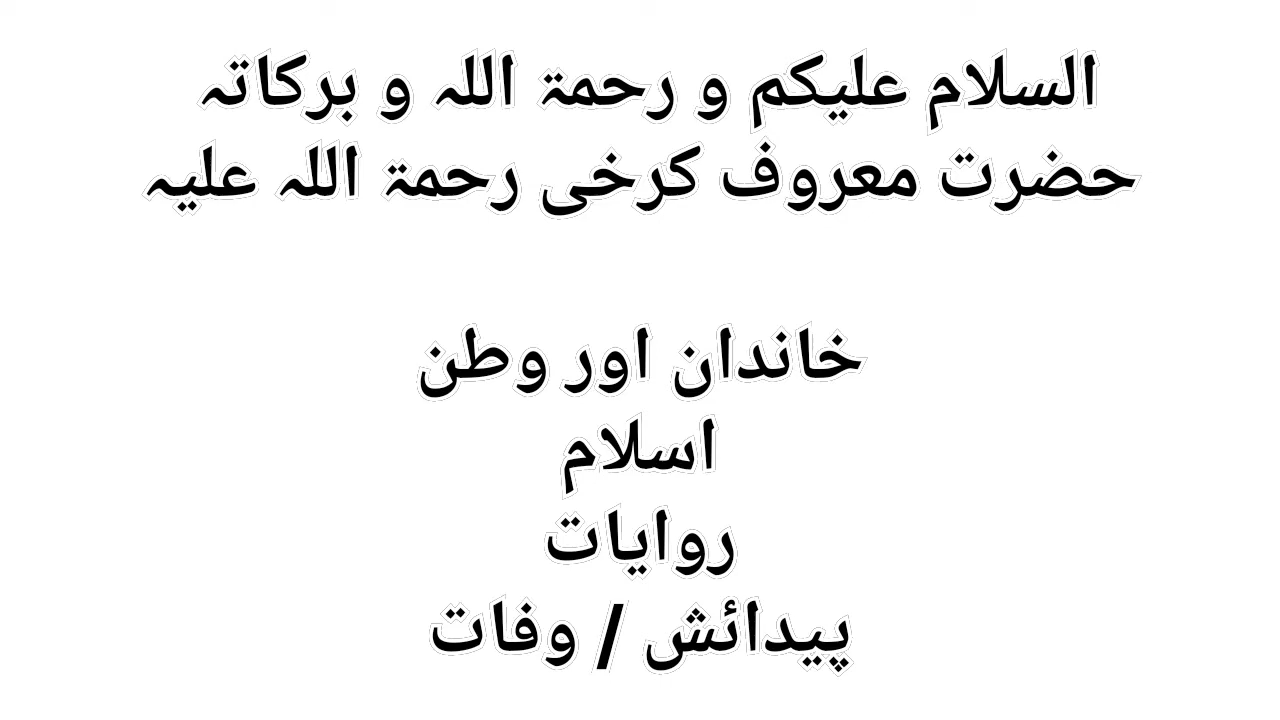 السلام علیکم و رحمۃ اللہ و برکاتہ
حضرت معروف کرخی رحمۃ اللہ علیہ
خاندان اور وطن
اسلام
روایات
پیدائش / وفات